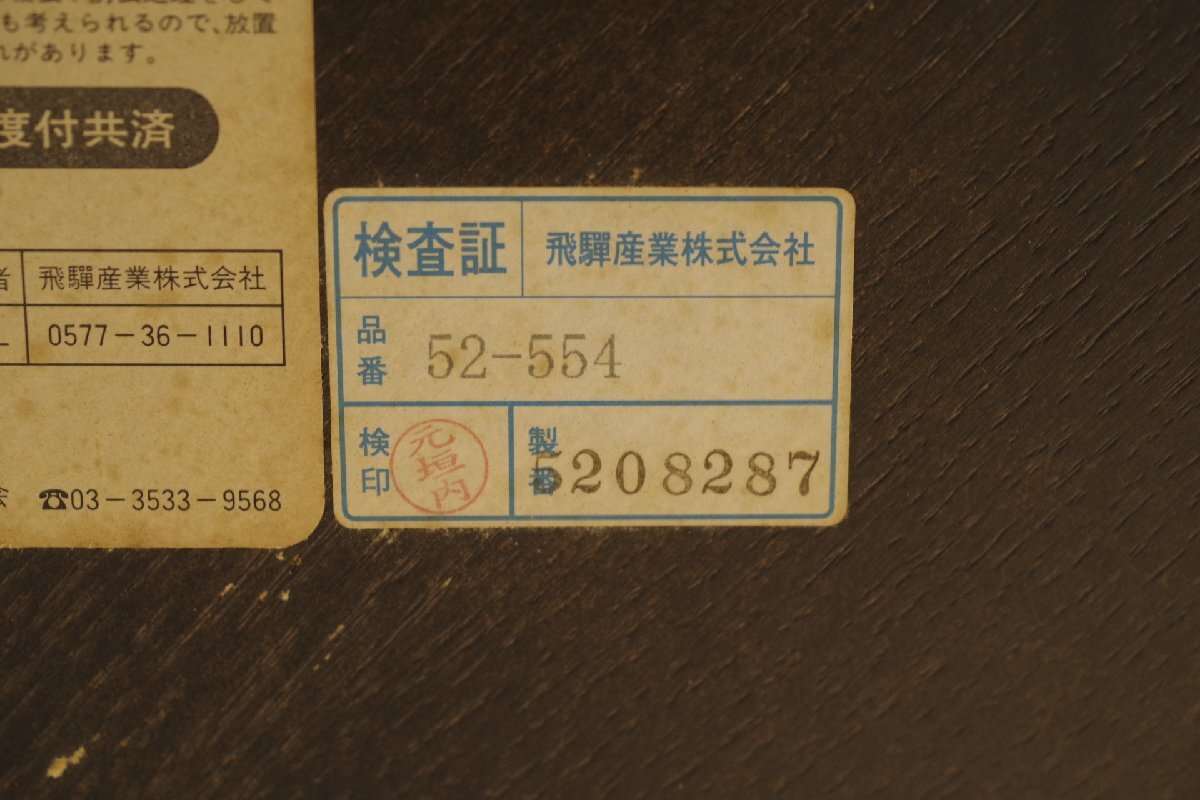 も考えられるので、放置
れがあります。
度付共済
者 飛驒産業株式会社
0577-36-1110
☎03-3533-9568
検査証 飛驒産業株式会社
品番 52-554
検印 元垣内 製番 5208287